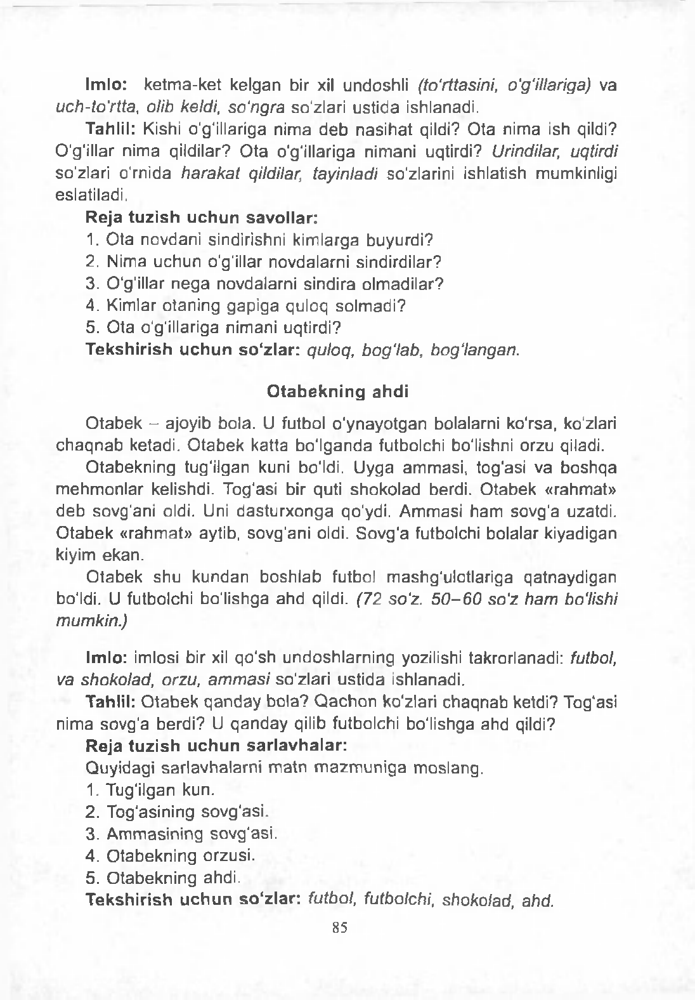 Imlo: ketma-ket kelgan bir xil undoshli (to'rttasini, o'g'illariga) va
uch-to'rtta, olib keldi, so'ngra so'zlari ustida ishlanadi.
Tahlil: Kishi o'g'illariga nima deb nasihat qildi? Ota nima ish qildi?
O'g'illar nima qildilar? Ota o'g'illariga nimani uqtirdi? Urindilar, uqtirdi
so'zlari o'rnida harakat qildilar, tayinladi so'zlarini ishlatish mumkinligi
eslatiladi.
Reja tuzish uchun savollar:
1. Ota novdani sindirishni kimlarga buyurdi?
2. Nima uchun o'g'illar novdalarni sindirdilar?
3. O'g'illar nega novdalarni sindira olmadilar?
4. Kimlar otaning gapiga quloq solmadi?
5. Ota o'g'illariga nimani uqtirdi?
Tekshirish uchun so'zlar: quloq, bog'lab, bog'langan.
Otabekning ahdi
Otabek – ajoyib bola. U futbol o'ynayotgan bolalarni ko'rsa, ko'zlari
chaqnab ketadi. Otabek katta bo'lganda futbolchi bo'lishni orzu qiladi.
Otabekning tug'ilgan kuni bo'ldi. Uyga ammasi, tog'asi va boshqa
mehmonlar kelishdi. Tog'asi bir quti shokolad berdi. Otabek «rahmat»
deb sovg'ani oldi. Uni dasturxonga qo'ydi. Ammasi ham sovg'a uzatdi.
Otabek «rahmat» aytib, sovg'ani oldi. Sovg'a futbolchi bolalar kiyadigan
kiyim ekan.
Otabek shu kundan boshlab futbol mashg'ulotlariga qatnaydigan
bo'ldi. U futbolchi bo'lishga ahd qildi. (72 so'z. 50–60 so'z ham bo'lishi
mumkin.)
Imlo: imlosi bir xil qo'sh undoshlarning yozilishi takrorlanadi: futbol,
va shokolad, orzu, ammasi so'zlari ustida ishlanadi.
Tahlil: Otabek qanday bola? Qachon ko'zlari chaqnab ketdi? Tog'asi
nima sovg'a berdi? U qanday qilib futbolchi bo'lishga ahd qildi?
Reja tuzish uchun sarlavhalar:
Quyidagi sarlavhalarni matn mazmuniga moslang.
1. Tug'ilgan kun.
2. Tog'asining sovg'asi.
3. Ammasining sovg'asi.
4. Otabekning orzusi.
5. Otabekning ahdi.
Tekshirish uchun so'zlar: futbol, futbolchi, shokolad, ahd.
85